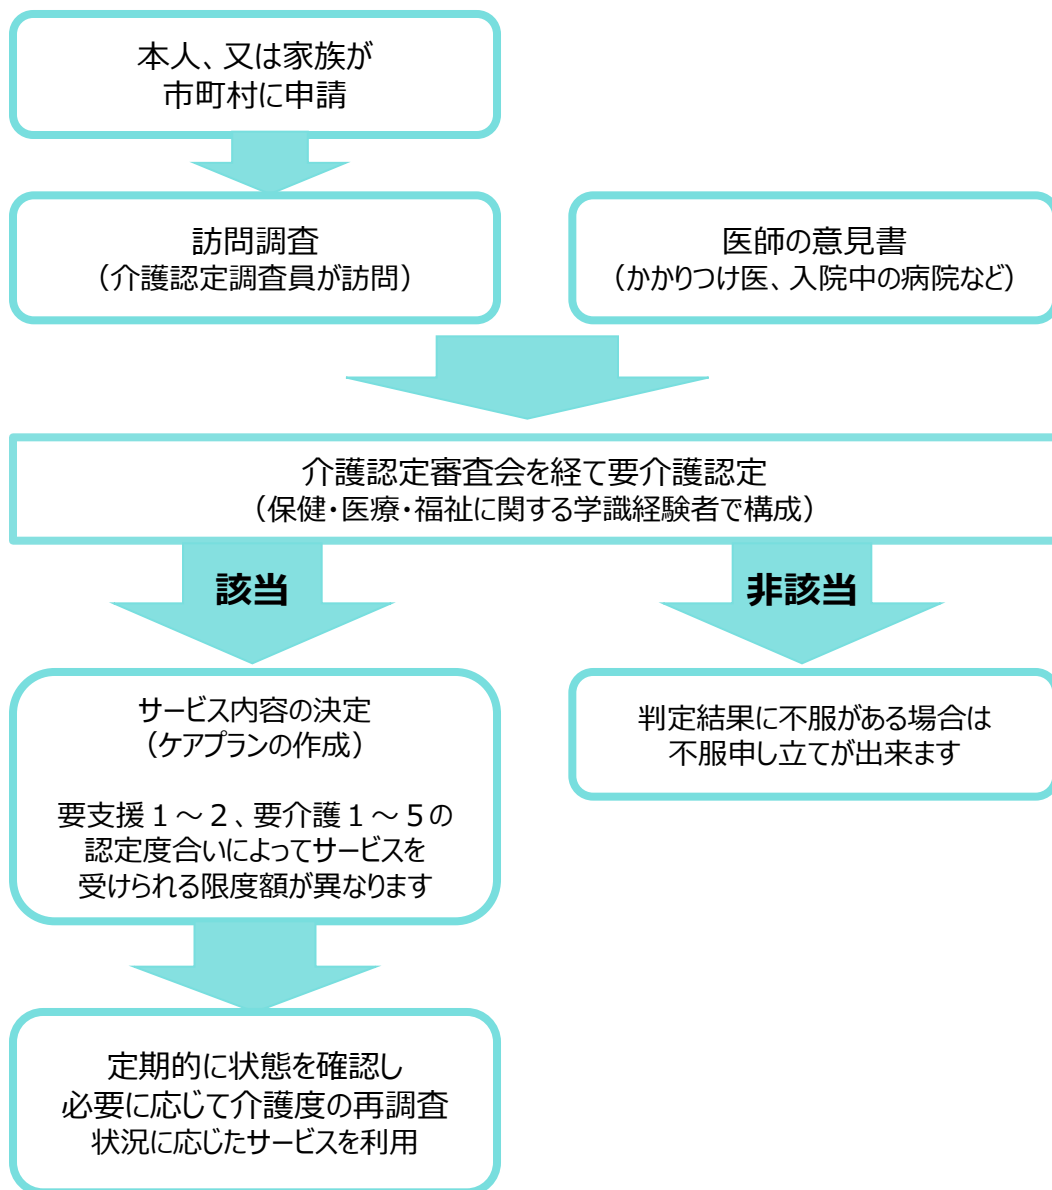 本人、又は家族が
市町村に申請
訪問調査
（介護認定調査員が訪問）
医師の意見書
（かかりつけ医、入院中の病院など）
介護認定審査会を経て要介護認定
（保健・医療・福祉に関する学識経験者で構成）
該当
非該当
サービス内容の決定
（ケアプランの作成）
要支援１～２、要介護１～５の
認定度合いによってサービスを
受けられる限度額が異なります
判定結果に不服がある場合は
不服申し立てが出来ます
定期的に状態を確認し
必要に応じて介護度の再調査
状況に応じたサービスを利用